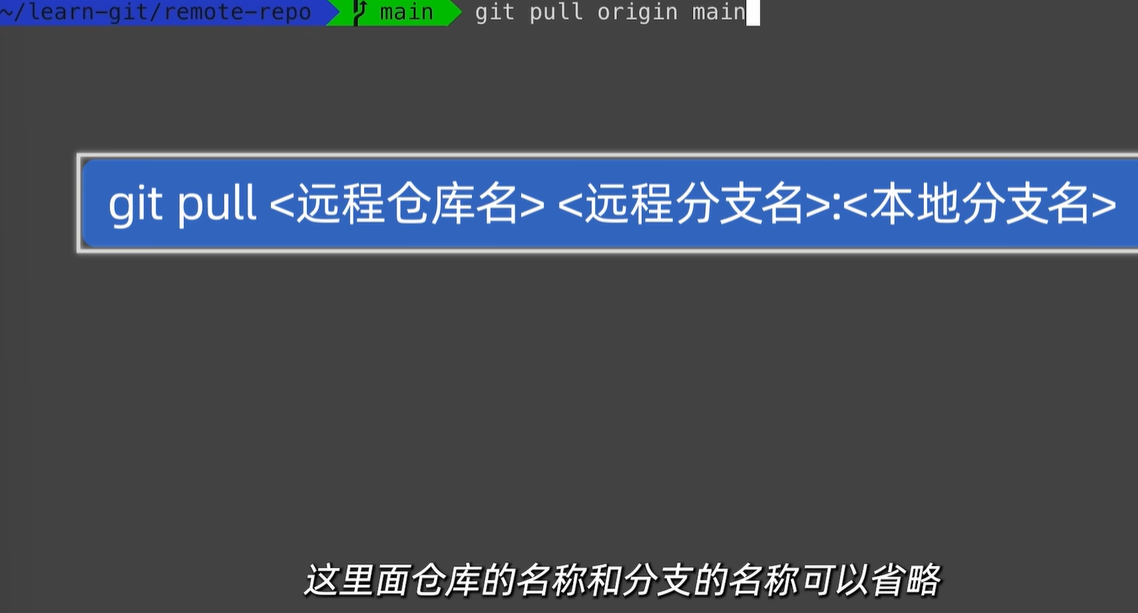 ~/learn-git/remote-repo main git pull origin main
git pull <远程仓库名> <远程分支名>:<本地分支名>
这里面仓库的名称和分支的名称可以省略